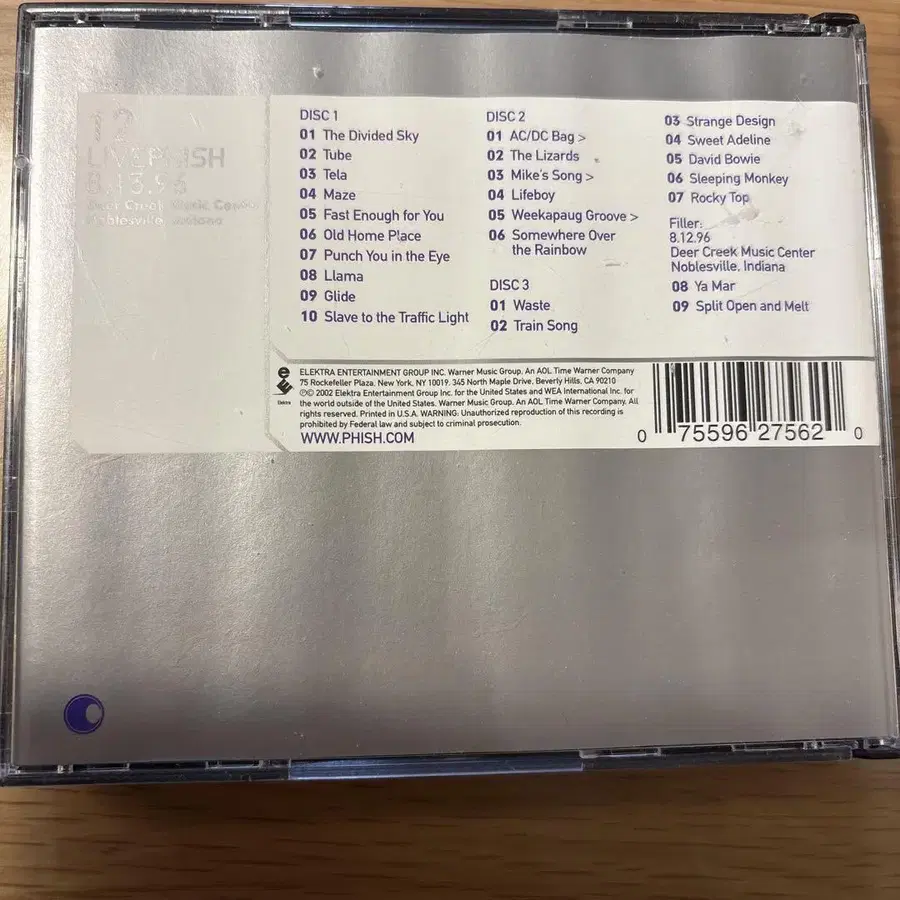 12
LIVEPHISH
8.13.96
Deer Creek Music Center
Noblesville, Indiana
DISC 1
01 The Divided Sky
02 Tube
03 Tela
04 Maze
05 Fast Enough for You
06 Old Home Place
07 Punch You in the Eye
08 Llama
09 Glide
10 Slave to the Traffic Light
DISC 2
01 AC/DC Bag >
02 The Lizards
03 Mike's Song >
04 Lifeboy
05 Weekapaug Groove >
06 Somewhere Over
the Rainbow
DISC 3
01 Waste
02 Train Song
03 Strange Design
04 Sweet Adeline
05 David Bowie
06 Sleeping Monkey
07 Rocky Top
Filler:
8.12.96
Deer Creek Music Center
Noblesville, Indiana
08 Ya Mar
09 Split Open and Melt
Elektra
ELEKTRA ENTERTAINMENT GROUP INC. Warner Music Group, An AOL Time Warner Company
75 Rockefeller Plaza, New York, NY 10019. 345 North Maple Drive, Beverly Hills, CA 90210
℗© 2002 Elektra Entertainment Group Inc. for the United States and WEA International Inc. for
the world outside of the United States. Warner Music Group, An AOL Time Warner Company. All
rights reserved. Printed in U.S.A. WARNING: Unauthorized reproduction of this recording is
prohibited by Federal law and subject to criminal prosecution.
WWW.PHISH.COM
0 75596 27562 0